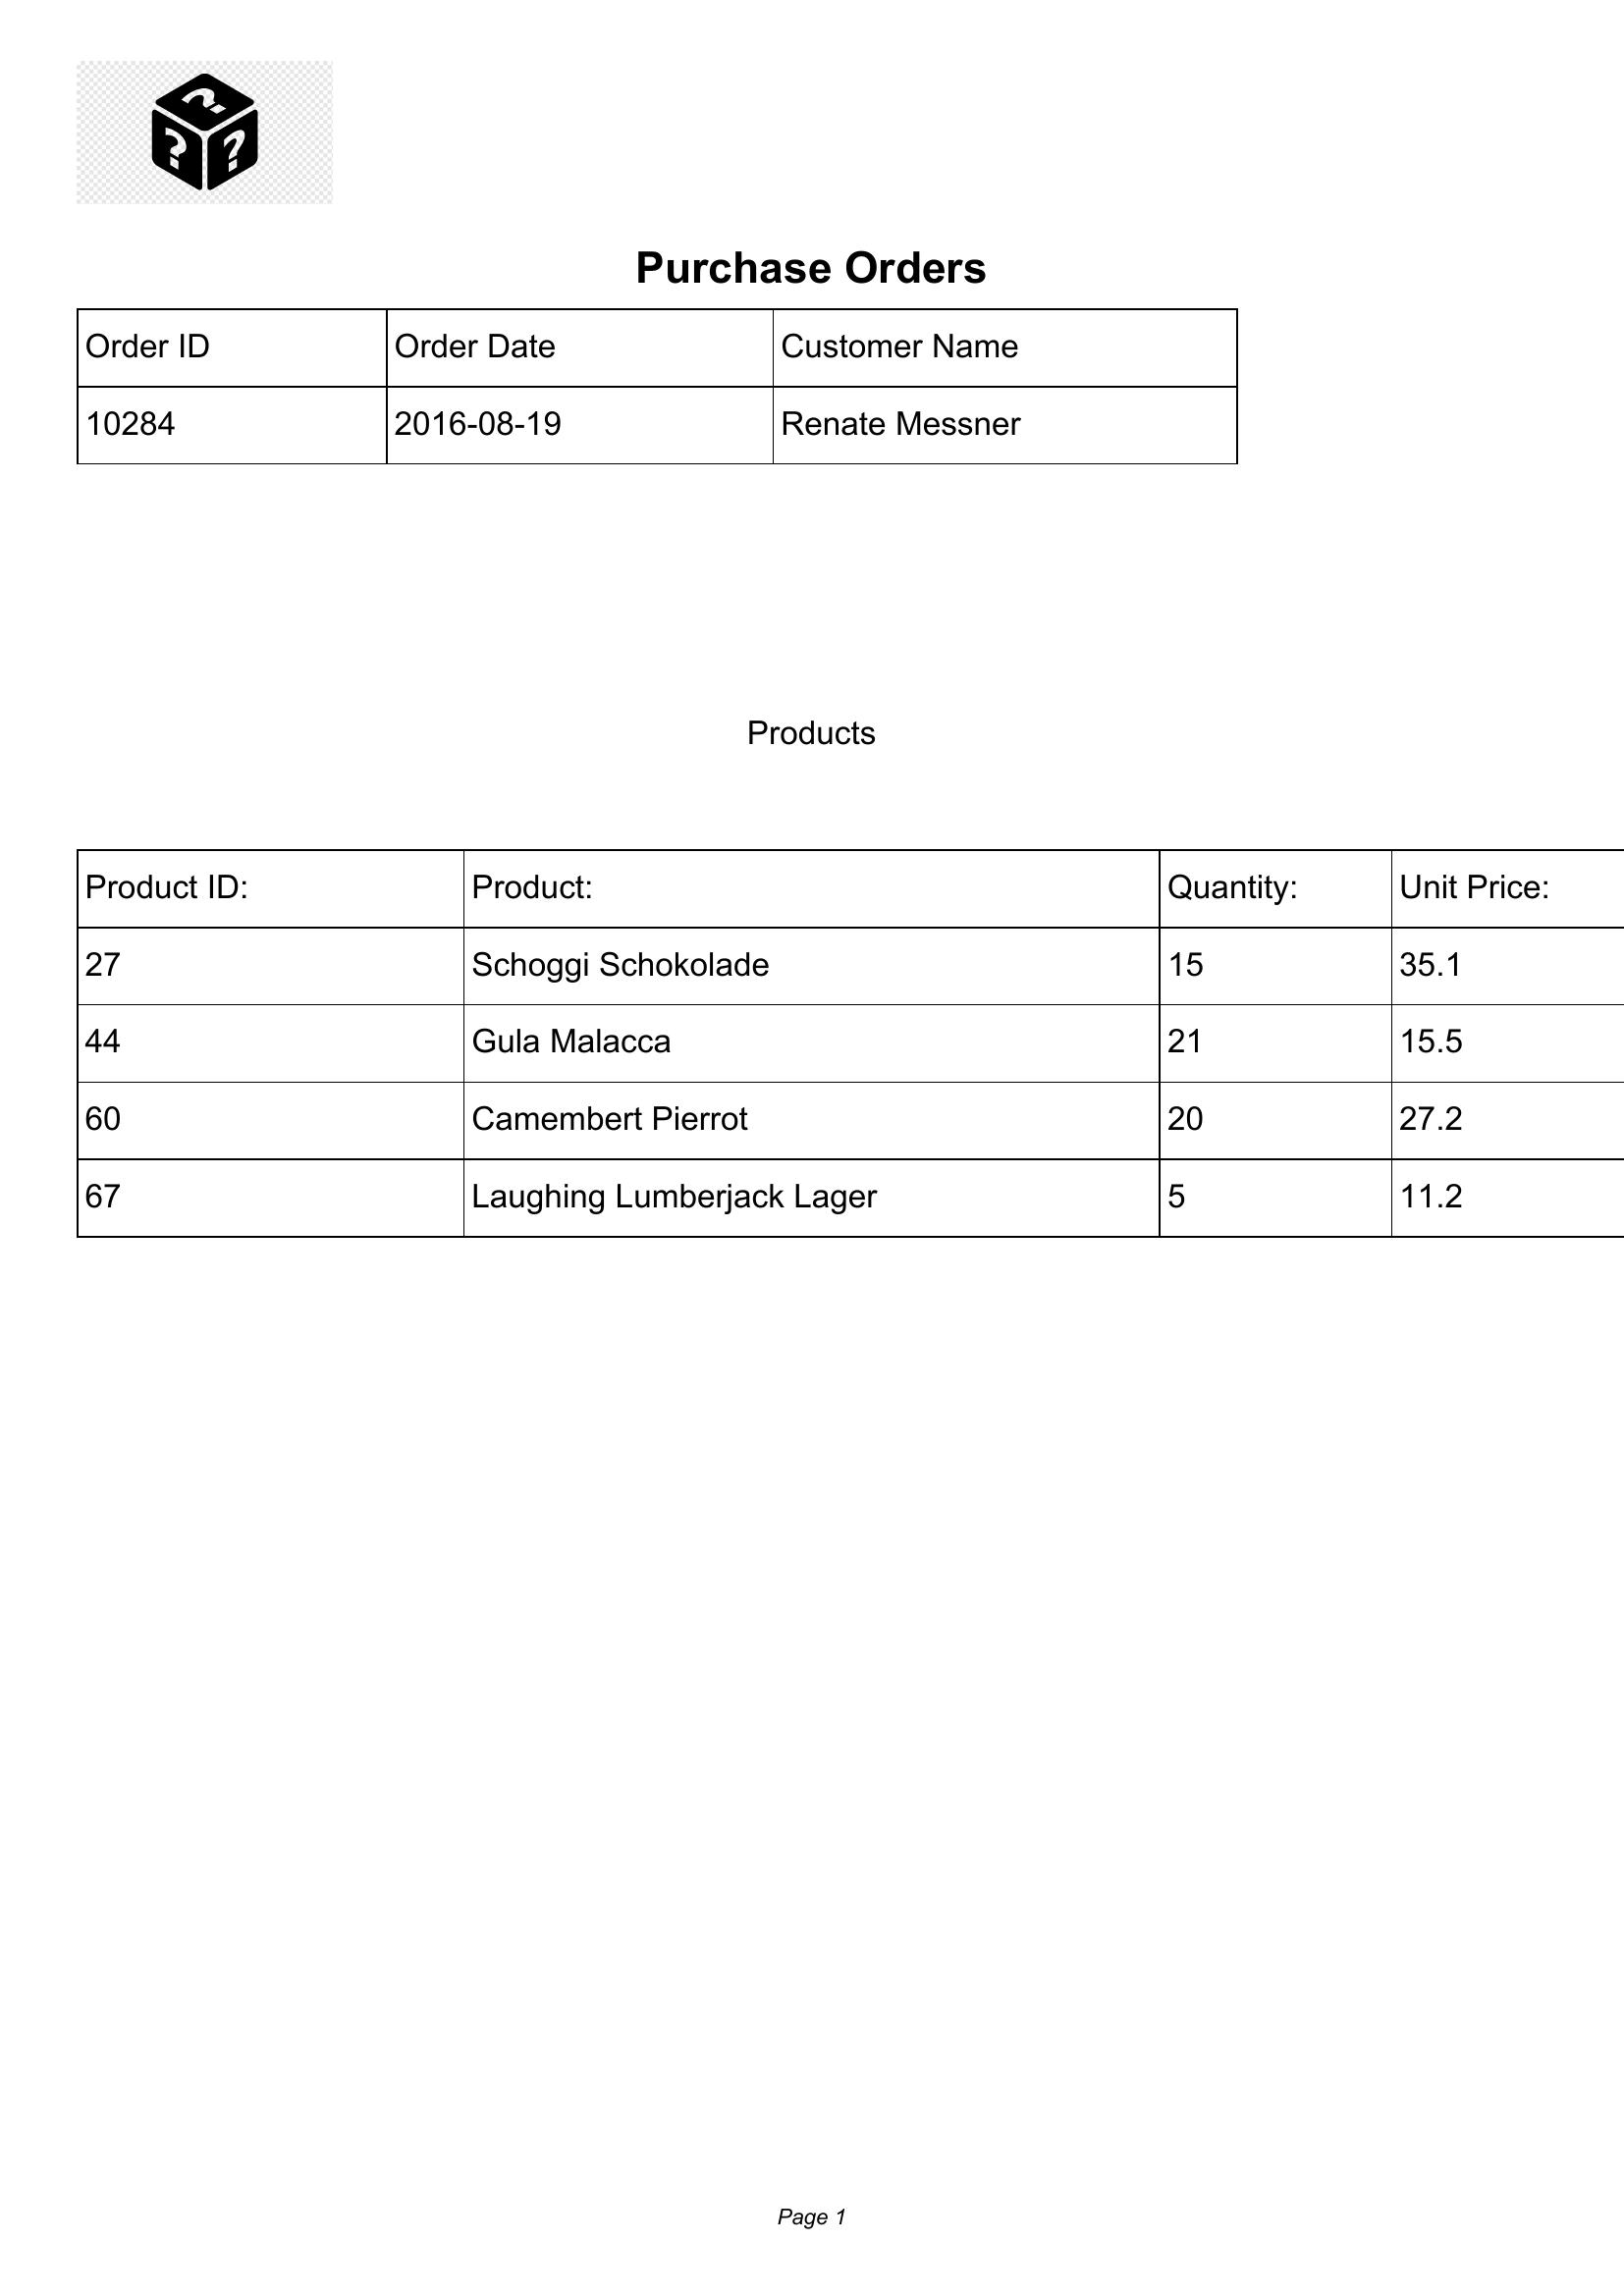 Purchase Orders
Order ID Order Date Customer Name
10284 2016-08-19 Renate Messner
Products
Product ID: Product: Quantity: Unit Price:
27 Schoggi Schokolade 15 35.1
44 Gula Malacca 21 15.5
60 Camembert Pierrot 20 27.2
67 Laughing Lumberjack Lager 5 11.2
Page 1